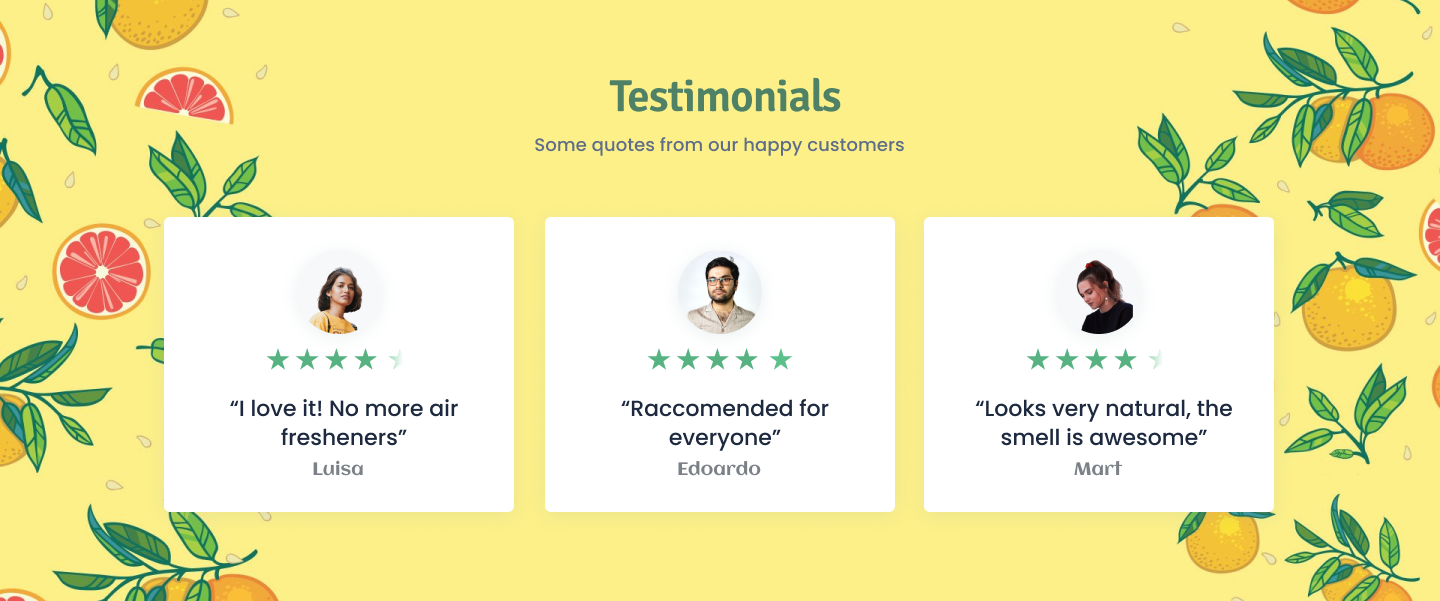 Testimonials
Some quotes from our happy customers
“I love it! No more air
fresheners”
Luisa
“Raccomended for
everyone”
Edoardo
“Looks very natural, the
smell is awesome”
Mart